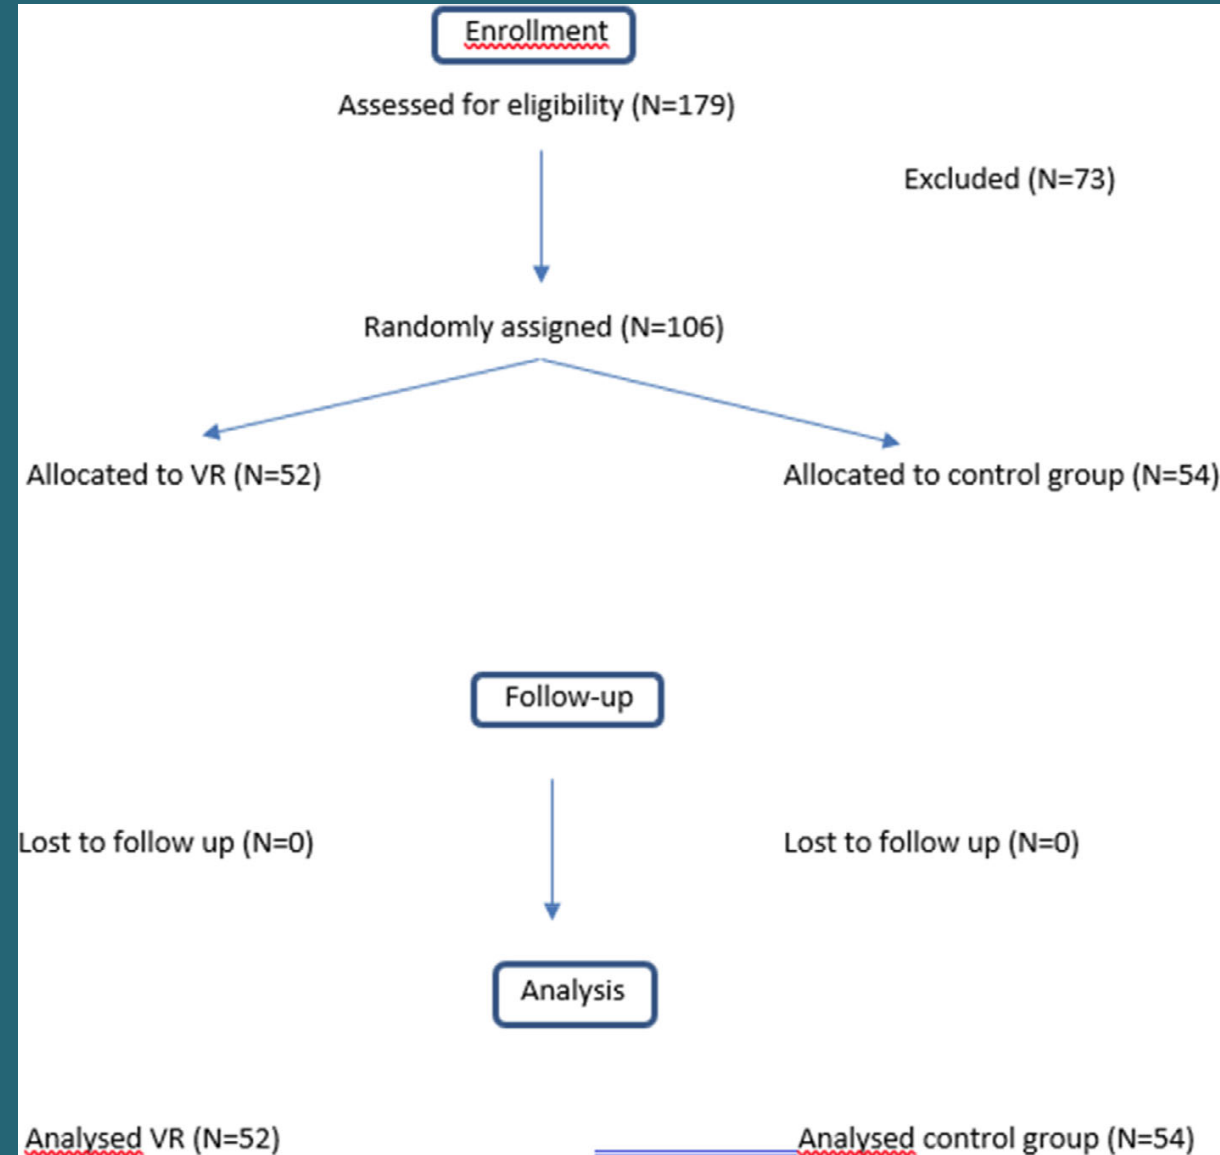 Enrollment
Assessed for eligibility (N=179)
Excluded (N=73)
Randomly assigned (N=106)
Allocated to VR (N=52)
Allocated to control group (N=54)
Follow-up
Lost to follow up (N=0)
Lost to follow up (N=0)
Analysis
Analysed VR (N=52)
Analysed control group (N=54)